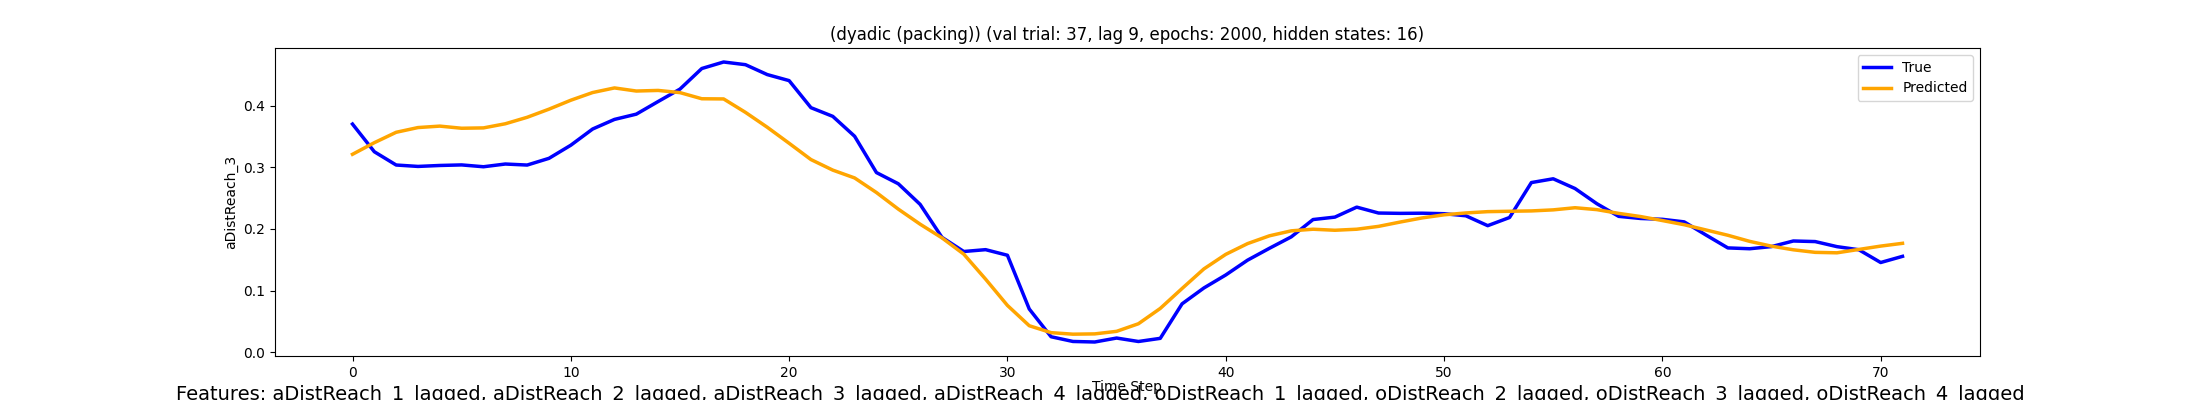 (dyadic (packing)) (val trial: 37, lag 9, epochs: 2000, hidden states: 16)
True
Predicted
aDistReach_3
0.4
0.3
0.2
0.1
0.0
0 10 20 30 40 50 60 70
Time Step
Features: aDistReach_1_lagged, aDistReach_2_lagged, aDistReach_3_lagged, aDistReach_4_lagged, oDistReach_1_lagged, oDistReach_2_lagged, oDistReach_3_lagged, oDistReach_4_lagged